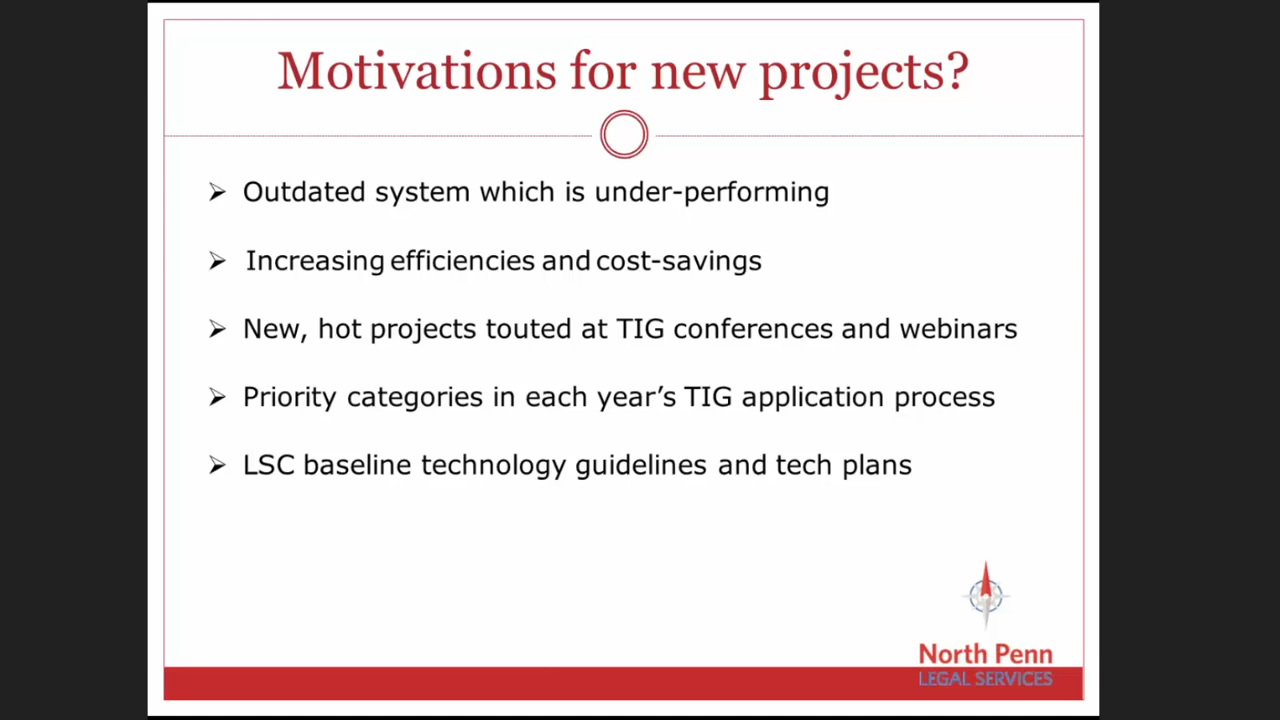 Motivations for new projects?
Outdated system which is under-performing
Increasing efficiencies and cost-savings
New, hot projects touted at TIG conferences and webinars
Priority categories in each year’s TIG application process
LSC baseline technology guidelines and tech plans
North Penn
LEGAL SERVICES